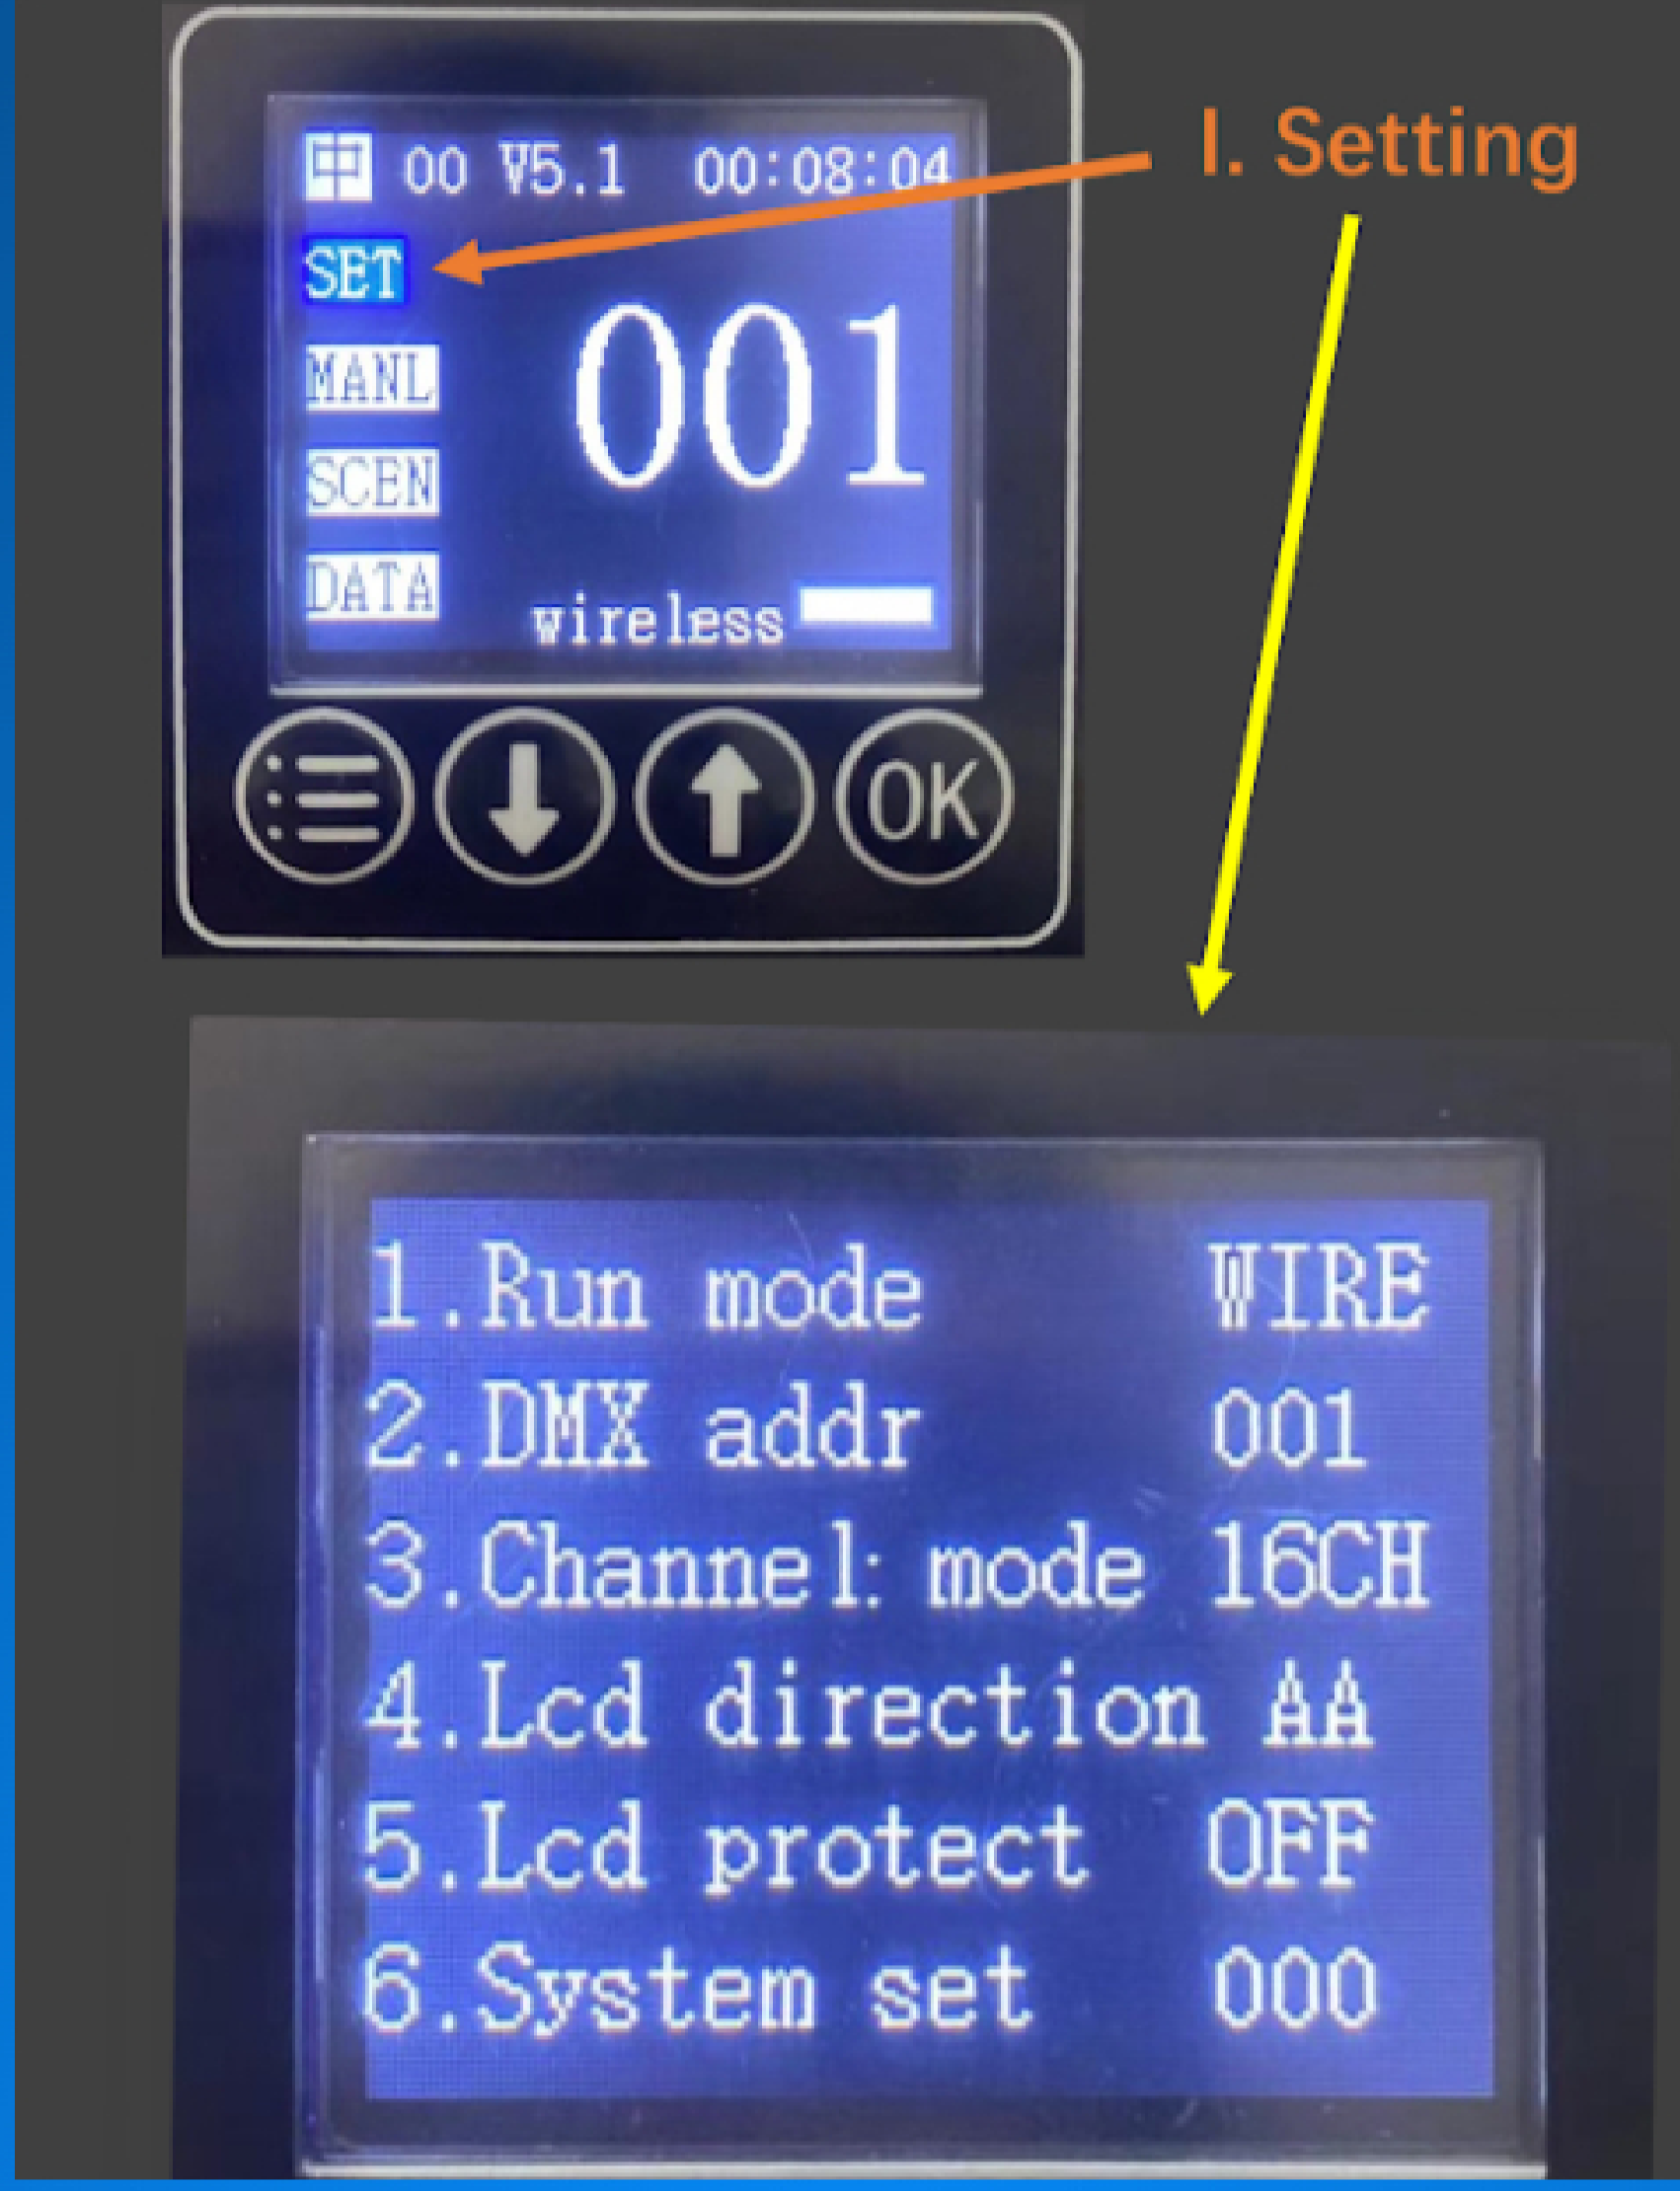 I. Setting
中 00 V5.1 00:08:04
SET
001
MANL
SCEN
DATA
wireless
OK
1.Run mode WIRE
2.DMX addr 001
3.Channel: mode 16CH
4.Lcd direction AA
5.Lcd protect OFF
6.System set 000